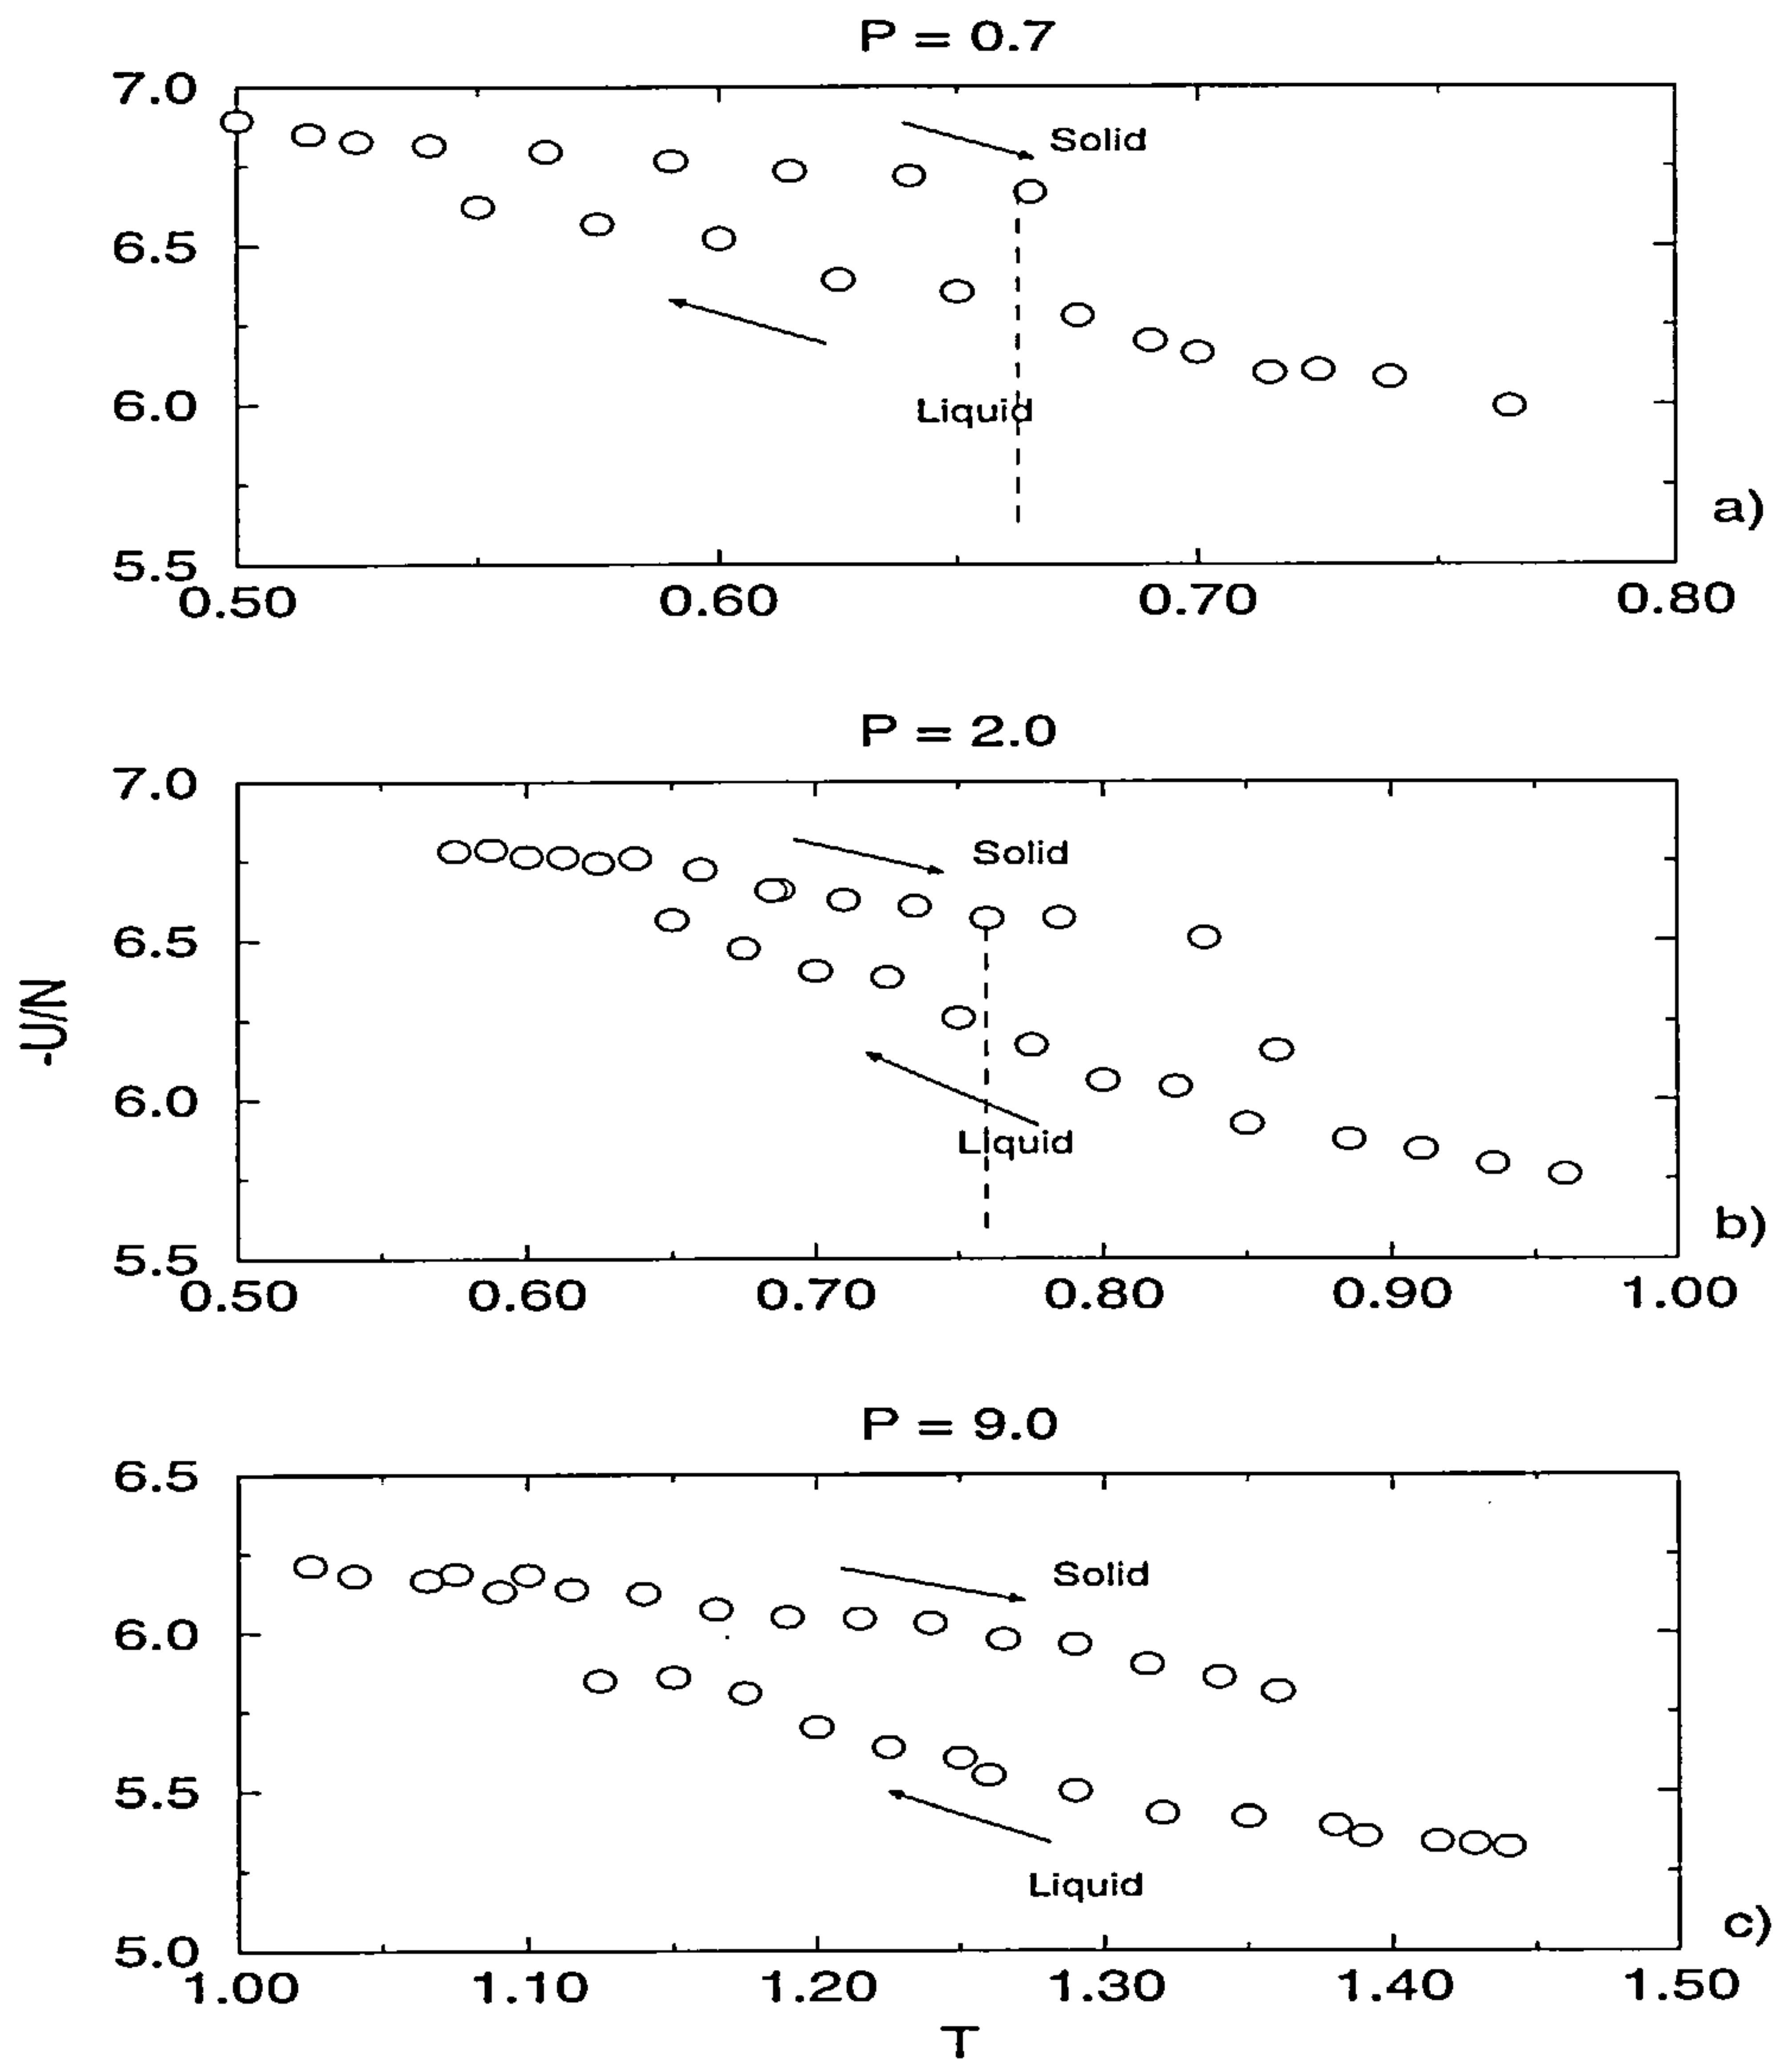 P = 0.7
7.0
6.5
6.0
5.5
Solid
Liquid
a)
0.50 0.60 0.70 0.80
P = 2.0
7.0
6.5
6.0
5.5
Solid
Liquid
b)
0.50 0.60 0.70 0.80 0.90 1.00
-U/N
P = 9.0
6.5
6.0
5.5
5.0
Solid
Liquid
c)
1.00 1.10 1.20 1.30 1.40 1.50
T